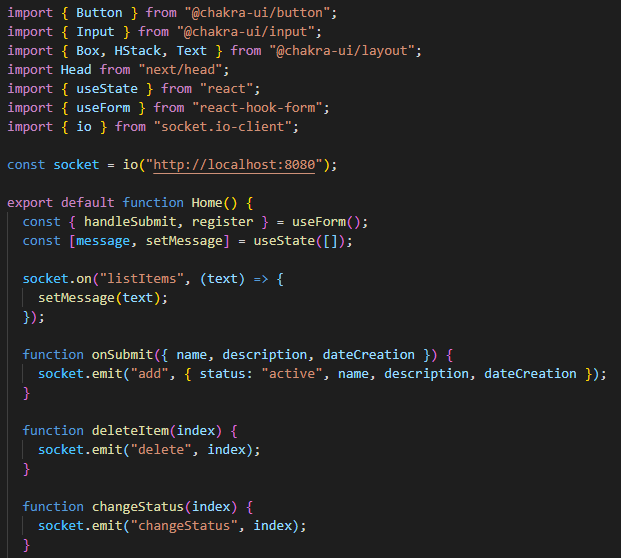 import { Button } from "@chakra-ui/button";
import { Input } from "@chakra-ui/input";
import { Box, HStack, Text } from "@chakra-ui/layout";
import Head from "next/head";
import { useState } from "react";
import { useForm } from "react-hook-form";
import { io } from "socket.io-client";

const socket = io("http://localhost:8080");

export default function Home() {
  const { handleSubmit, register } = useForm();
  const [message, setMessage] = useState([]);

  socket.on("listItems", (text) => {
    setMessage(text);
  });

  function onSubmit({ name, description, dateCreation }) {
    socket.emit("add", { status: "active", name, description, dateCreation });
  }

  function deleteItem(index) {
    socket.emit("delete", index);
  }

  function changeStatus(index) {
    socket.emit("changeStatus", index);
  }